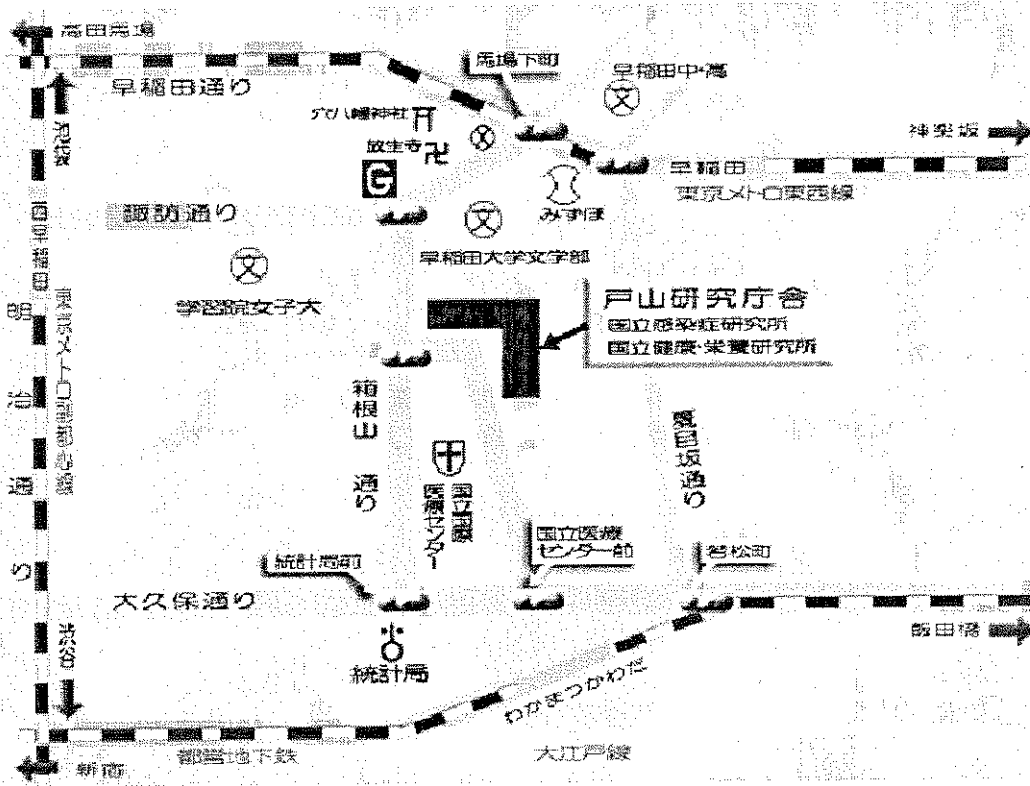 高田馬場
早稲田通り
馬場下町
早稲田中・高
穴八幡神社
放生寺
G
早稲田
神楽坂
東京メトロ東西線
みずほ
諏訪通り
西早稲田
早稲田大学文学部
学習院女子大
戸山研究庁舎
国立感染症研究所
国立健康・栄養研究所
明治通り
東京メトロ副都心線
箱根山通り
国立国際
医療センター
夏目坂通り
統計局前
国立医療
センター前
若松町
大久保通り
飯田橋
渋谷
統計局
わかまつかわだ
都営地下鉄
大江戸線
新宿